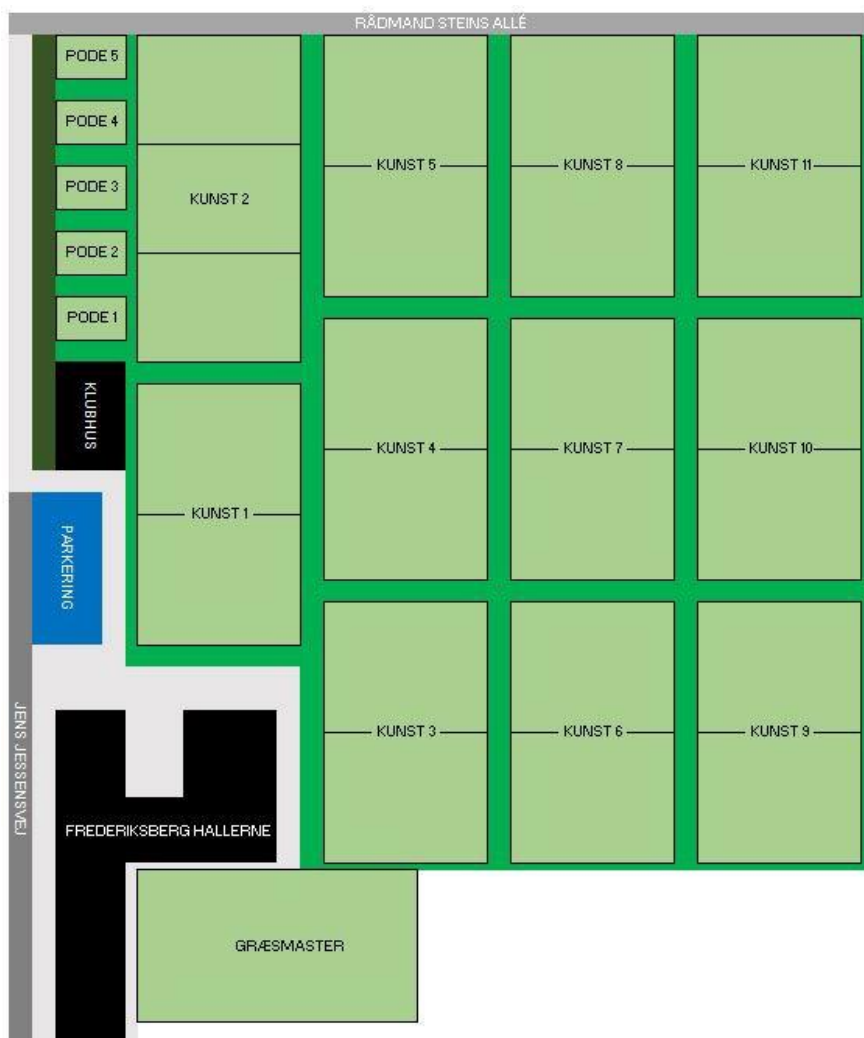 RÅDMAND STEINS ALLÉ
PODE 5
PODE 4
PODE 3
PODE 2
PODE 1
KUNST 2
KUNST 5
KUNST 8
KUNST 11
KLUBHUS
KUNST 1
KUNST 4
KUNST 7
KUNST 10
PARKERING
KUNST 3
KUNST 6
KUNST 9
JENS JESSENSVEJ
FREDERIKSBERG HALLERNE
GRÆSMASTER